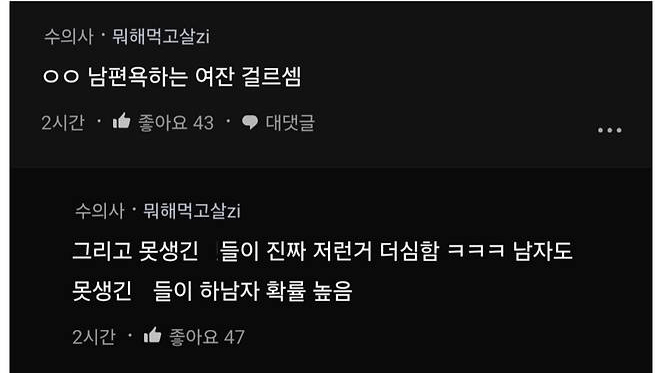 수의사 · 뭐해먹고살zi
ㅇㅇ 남편욕하는 여잔 걸르셈
2시간 · 좋아요 43 · 대댓글
수의사 · 뭐해먹고살zi
그리고 못생긴 들이 진짜 저런거 더심함 ㅋㅋㅋ 남자도
못생긴 들이 하남자 확률 높음
2시간 · 좋아요 47